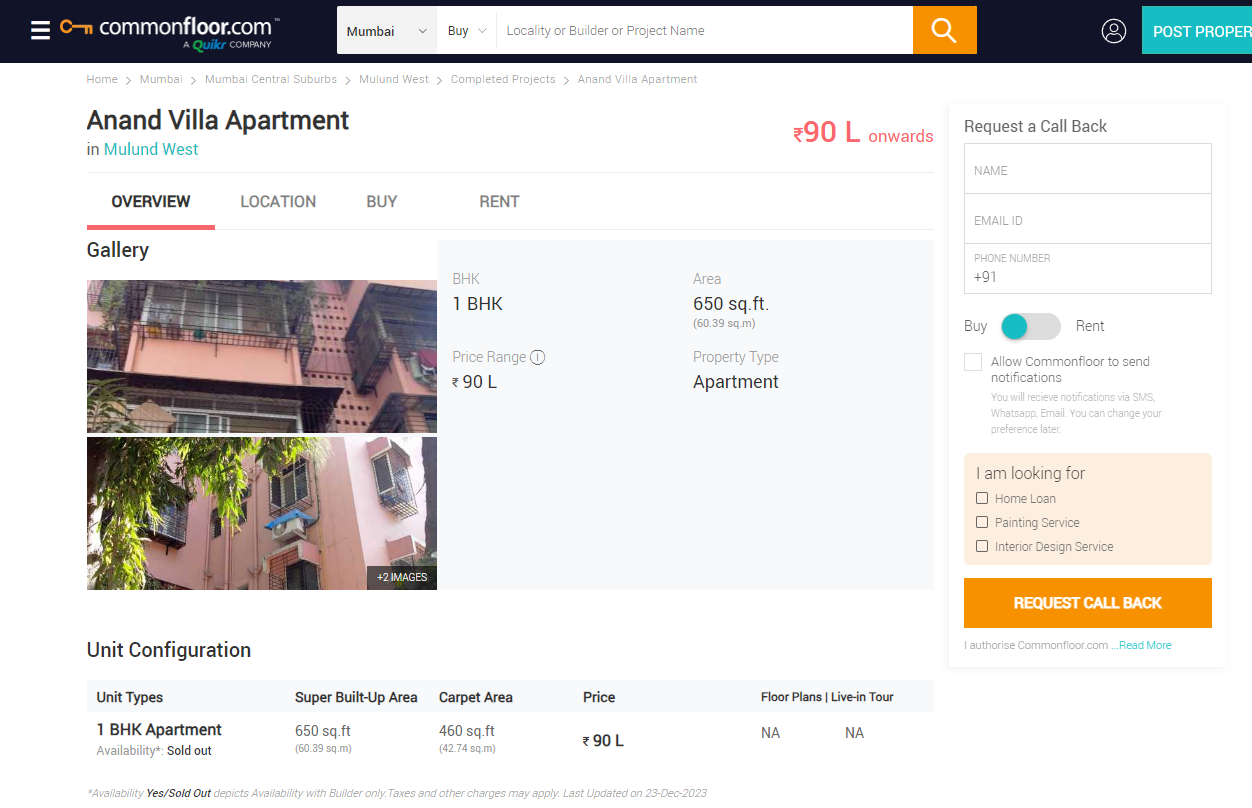 commonfloor.com™
A Quikr COMPANY
Mumbai
Buy
Locality or Builder or Project Name
POST PROPER
Home > Mumbai > Mumbai Central Suburbs > Mulund West > Completed Projects > Anand Villa Apartment
Anand Villa Apartment
in Mulund West
₹90 L onwards
OVERVIEW LOCATION BUY RENT
Gallery
+2 IMAGES
BHK
1 BHK
Area
650 sq.ft.
(60.39 sq.m)
Price Range
₹ 90 L
Property Type
Apartment
Unit Configuration
Unit Types Super Built-Up Area Carpet Area Price Floor Plans | Live-in Tour
1 BHK Apartment 650 sq.ft 460 sq.ft ₹ 90 L NA NA
Availability*: Sold out (60.39 sq.m) (42.74 sq.m)
*Availability Yes/Sold Out depicts Availability with Builder only.Taxes and other charges may apply. Last Updated on 23-Dec-2023
Request a Call Back
NAME
EMAIL ID
PHONE NUMBER
+91
Buy Rent
Allow Commonfloor to send
notifications
You will recieve notifications via SMS,
Whatsapp, Email. You can change your
preference later.
I am looking for
Home Loan
Painting Service
Interior Design Service
REQUEST CALL BACK
I authorise Commonfloor.com ...Read More